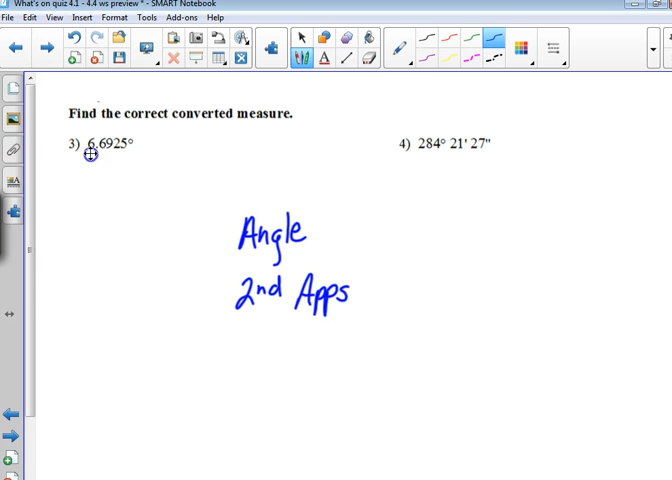 What's on quiz 4.1 - 4.4 ws preview * - SMART Notebook
File Edit View Insert Format Tools Add-ons Help
Find the correct converted measure.
3) 6.6925° 4) 284° 21' 27"
Angle
2nd Apps